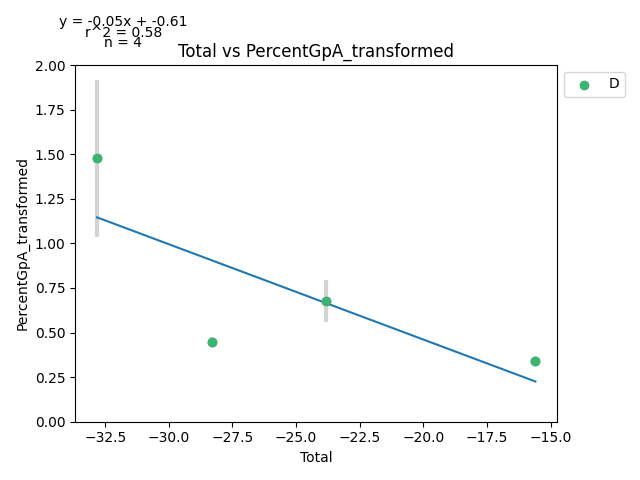 y = -0.05x + -0.61
r^2 = 0.58
n = 4
Total vs PercentGpA_transformed
D
PercentGpA_transformed
2.00
1.75
1.50
1.25
1.00
0.75
0.50
0.25
0.00
−32.5 −30.0 −27.5 −25.0 −22.5 −20.0 −17.5 −15.0
Total